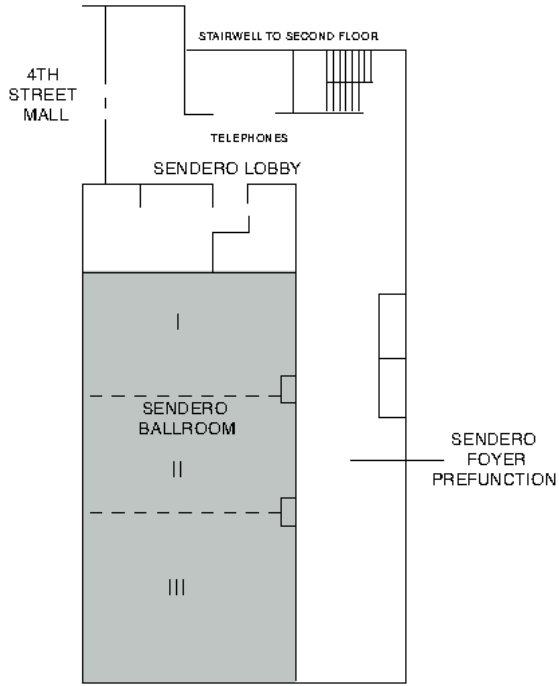 STAIRWELL TO SECOND FLOOR
4TH
STREET
MALL
TELEPHONES
SENDERO LOBBY
I
SENDERO
BALLROOM
II
SENDERO
FOYER
PREFUNCTION
III